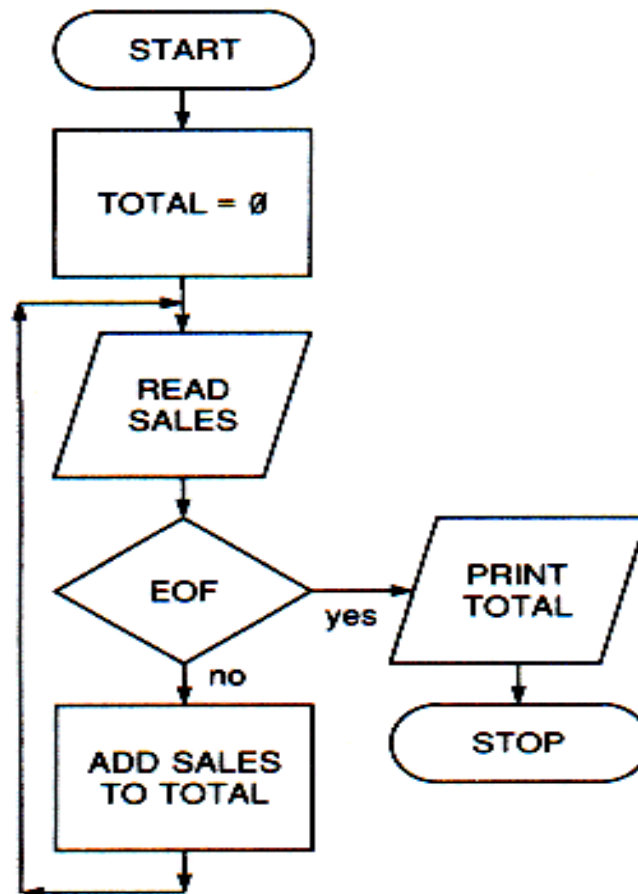 START
TOTAL = Ø
READ
SALES
EOF
yes
no
PRINT
TOTAL
STOP
ADD SALES
TO TOTAL